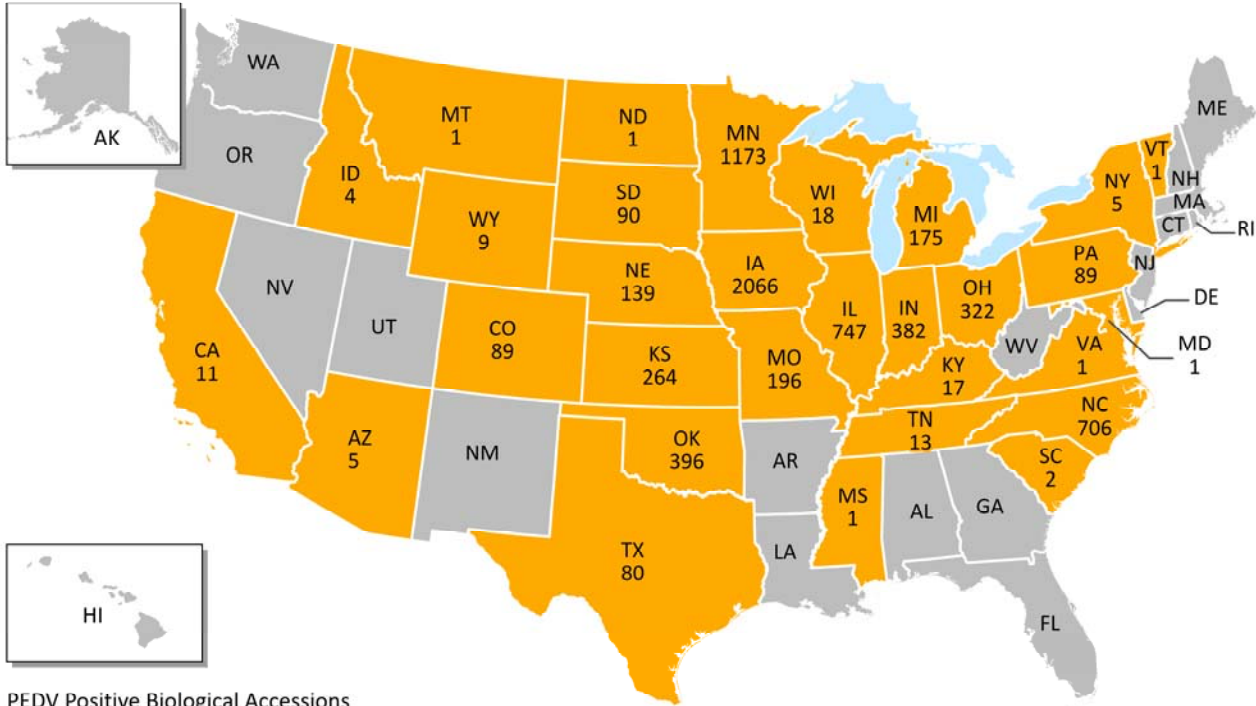 WA
AK
OR
MT
1
ND
1
MN
1173
ID
4
WY
9
SD
90
WI
18
MI
175
NY
5
VT
1
ME
NH
MA
CT
RI
NV
UT
CO
89
NE
139
IA
2066
IL
747
IN
382
OH
322
PA
89
NJ
DE
MD
1
WV
VA
1
CA
11
KS
264
MO
196
KY
17
AZ
5
NM
OK
396
AR
TN
13
NC
706
SC
2
TX
80
LA
MS
1
AL
GA
FL
HI
PEDV Positive Biological Accessions